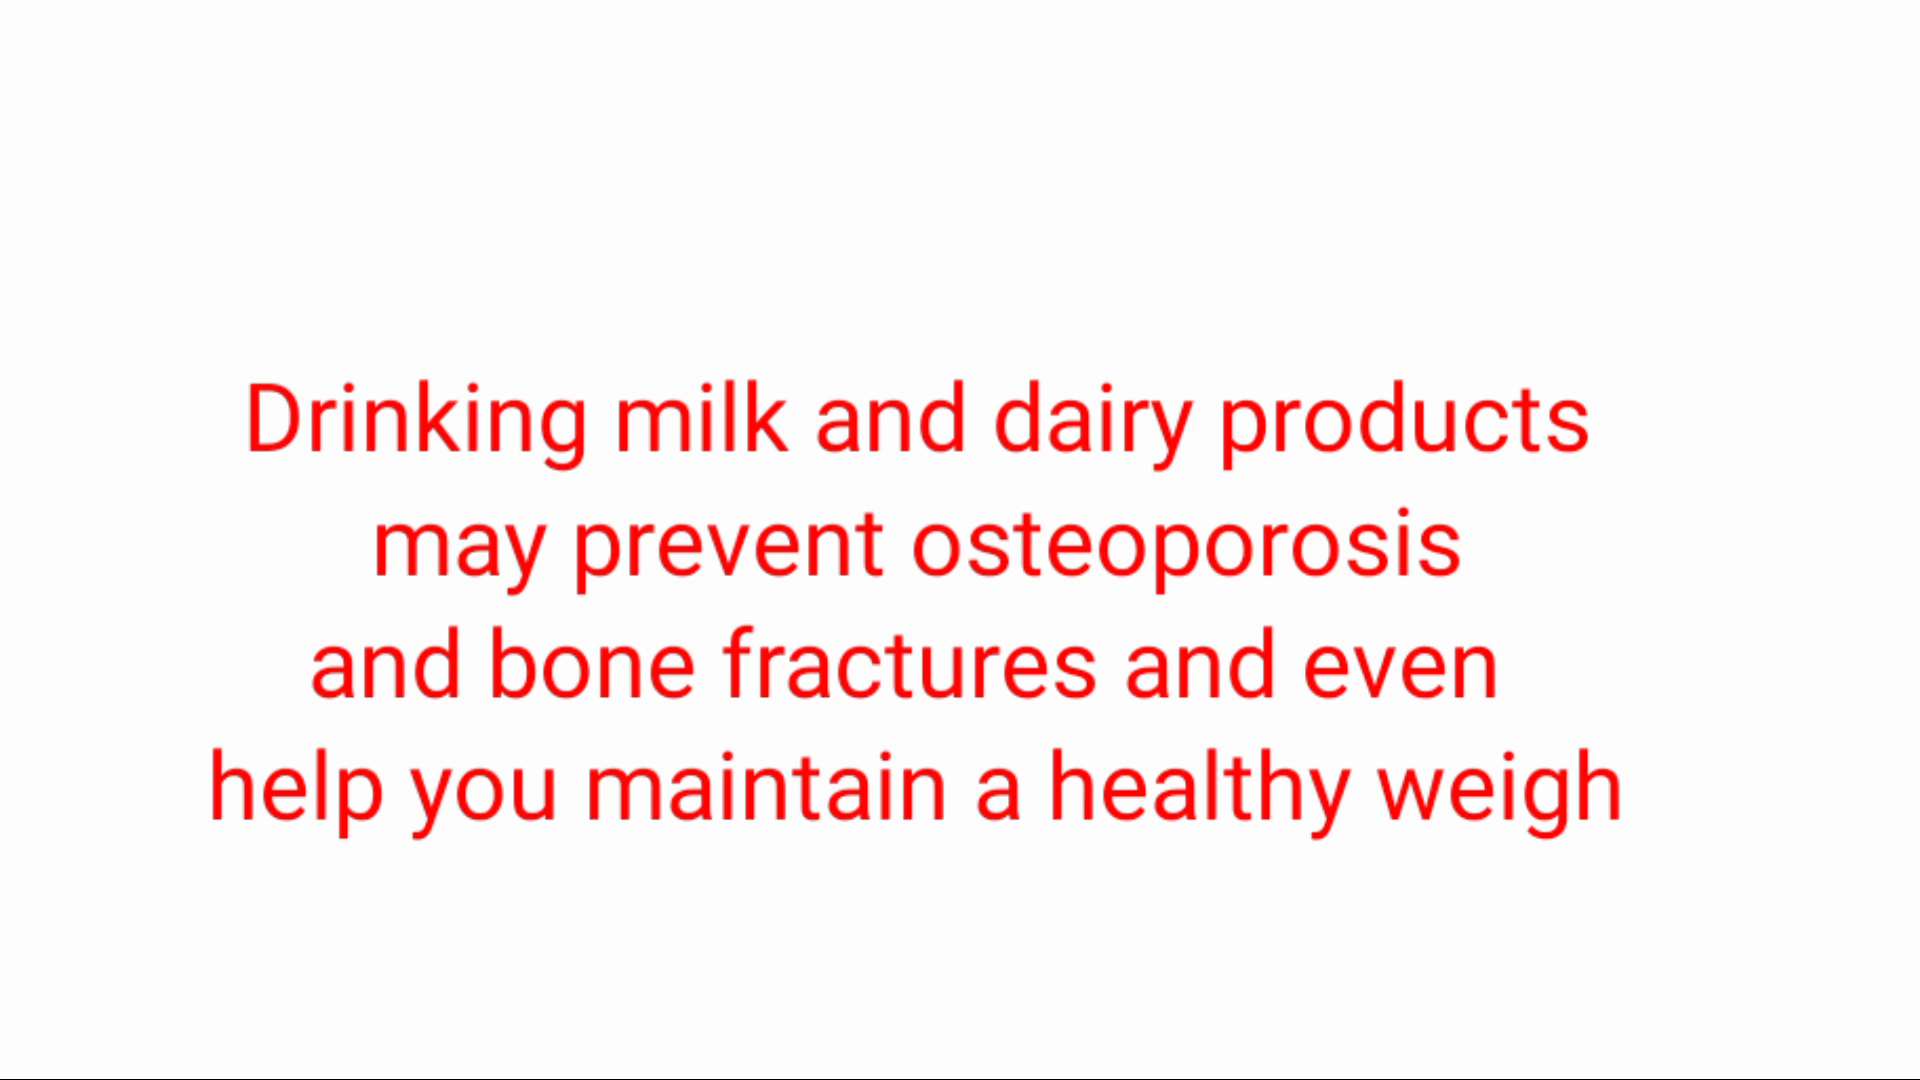 Drinking milk and dairy products
may prevent osteoporosis
and bone fractures and even
help you maintain a healthy weigh